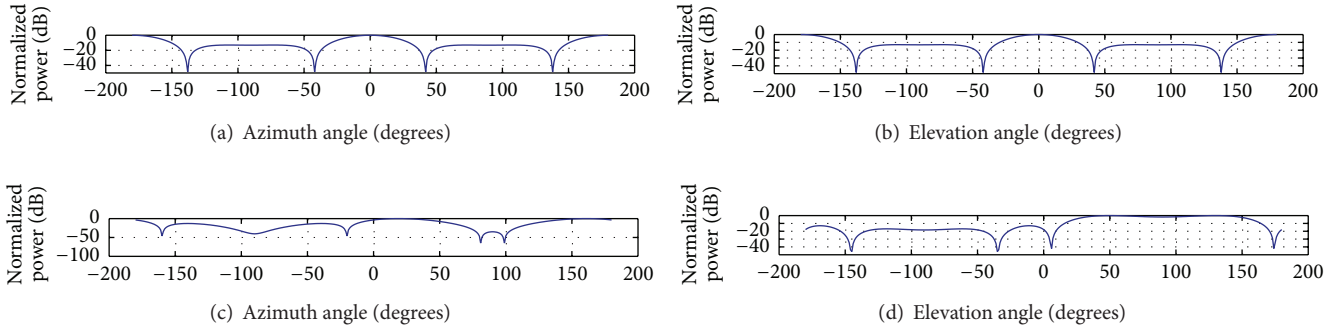 Normalized
power (dB)
0
−20
−40
−200 −150 −100 −50 0 50 100 150 200
(a) Azimuth angle (degrees)
Normalized
power (dB)
0
−20
−40
−200 −150 −100 −50 0 50 100 150 200
(b) Elevation angle (degrees)
Normalized
power (dB)
0
−50
−100
−200 −150 −100 −50 0 50 100 150 200
(c) Azimuth angle (degrees)
Normalized
power (dB)
0
−20
−40
−200 −150 −100 −50 0 50 100 150 200
(d) Elevation angle (degrees)